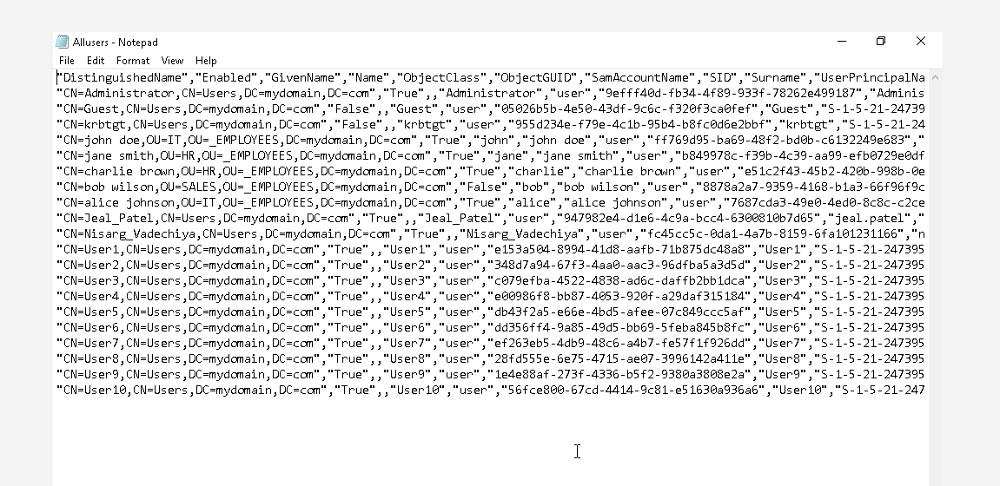 Allusers - Notepad
File Edit Format View Help
"DistinguishedName","Enabled","GivenName","Name","ObjectClass","ObjectGUID","SamAccountName","SID","Surname","UserPrincipalNa
"CN=Administrator,CN=Users,DC=mydomain,DC=com","True",,"Administrator","user","9efff40d-fb34-4f89-933f-78262e499187","Adminis
"CN=Guest,CN=Users,DC=mydomain,DC=com","False",,"Guest","user","05026b5b-4e50-43df-9c6c-f320f3ca0fef","Guest","S-1-5-21-24739
"CN=krbtgt,CN=Users,DC=mydomain,DC=com","False",,"krbtgt","user","955d234e-f79e-4c1b-95b4-b8fc0d6e2bbf","krbtgt","S-1-5-21-24
"CN=john doe,OU=IT,OU=_EMPLOYEES,DC=mydomain,DC=com","True","john","john doe","user","ff769d95-ba69-48f2-bd0b-c6132249e683","
"CN=jane smith,OU=HR,OU=_EMPLOYEES,DC=mydomain,DC=com","True","jane","jane smith","user","b849978c-f39b-4c39-aa99-efb0729e0df
"CN=charlie brown,OU=HR,OU=_EMPLOYEES,DC=mydomain,DC=com","True","charlie","charlie brown","user","e51c2f43-45b2-420b-998b-0e
"CN=bob wilson,OU=SALES,OU=_EMPLOYEES,DC=mydomain,DC=com","False","bob","bob wilson","user","8878a2a7-9359-4168-b1a3-66f96f9c
"CN=alice johnson,OU=IT,OU=_EMPLOYEES,DC=mydomain,DC=com","True","alice","alice johnson","user","7687cda3-49e0-4ed0-8c8c-c2ce
"CN=Jeal_Patel,CN=Users,DC=mydomain,DC=com","True",,"Jeal_Patel","user","947982e4-d1e6-4c9a-bcc4-6300810b7d65","jeal.patel","
"CN=Nisarg_Vadechiya,CN=Users,DC=mydomain,DC=com","True",,"Nisarg_Vadechiya","user","fc45cc5c-0da1-4a7b-8159-6fa101231166","n
"CN=User1,CN=Users,DC=mydomain,DC=com","True",,"User1","user","e153a504-8994-41d8-aafb-71b875dc48a8","User1","S-1-5-21-247395
"CN=User2,CN=Users,DC=mydomain,DC=com","True",,"User2","user","348d7a94-67f3-4aa0-aac3-96dfba5a3d5d","User2","S-1-5-21-247395
"CN=User3,CN=Users,DC=mydomain,DC=com","True",,"User3","user","c079efba-4522-4838-ad6c-daffb2bb1dca","User3","S-1-5-21-247395
"CN=User4,CN=Users,DC=mydomain,DC=com","True",,"User4","user","e00986f8-bb87-4053-920f-a29daf315184","User4","S-1-5-21-247395
"CN=User5,CN=Users,DC=mydomain,DC=com","True",,"User5","user","db43f2a5-e66e-4bd5-afee-07c849ccc5af","User5","S-1-5-21-247395
"CN=User6,CN=Users,DC=mydomain,DC=com","True",,"User6","user","dd356ff4-9a85-49d5-bb69-5feba845b8fc","User6","S-1-5-21-247395
"CN=User7,CN=Users,DC=mydomain,DC=com","True",,"User7","user","ef263eb5-4db9-48c6-a4b7-fe57f1f926dd","User7","S-1-5-21-247395
"CN=User8,CN=Users,DC=mydomain,DC=com","True",,"User8","user","28fd555e-6e75-4715-ae07-3996142a411e","User8","S-1-5-21-247395
"CN=User9,CN=Users,DC=mydomain,DC=com","True",,"User9","user","1e4e88af-273f-4336-b5f2-9380a3808e2a","User9","S-1-5-21-247395
"CN=User10,CN=Users,DC=mydomain,DC=com","True",,"User10","user","56fce800-67cd-4414-9c81-e51630a936a6","User10","S-1-5-21-247